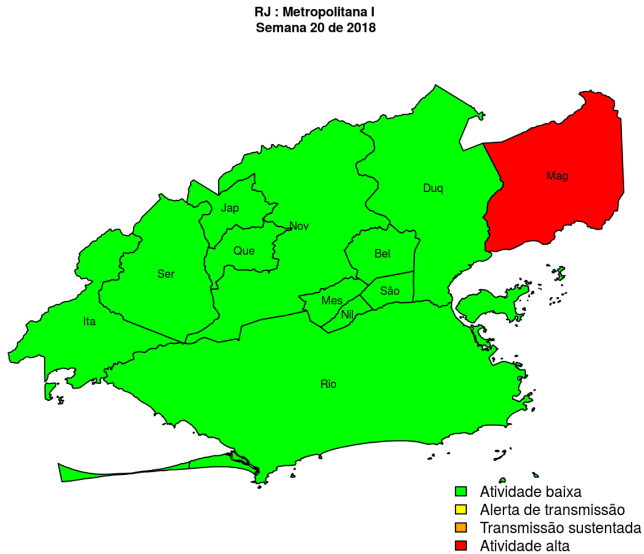 RJ : Metropolitana I
Semana 20 de 2018
Mag
Duq
Jap
Nov
Que
Bel
Ser
São
Mes
Nil
Ita
Rio
Atividade baixa
Alerta de transmissão
Transmissão sustentada
Atividade alta